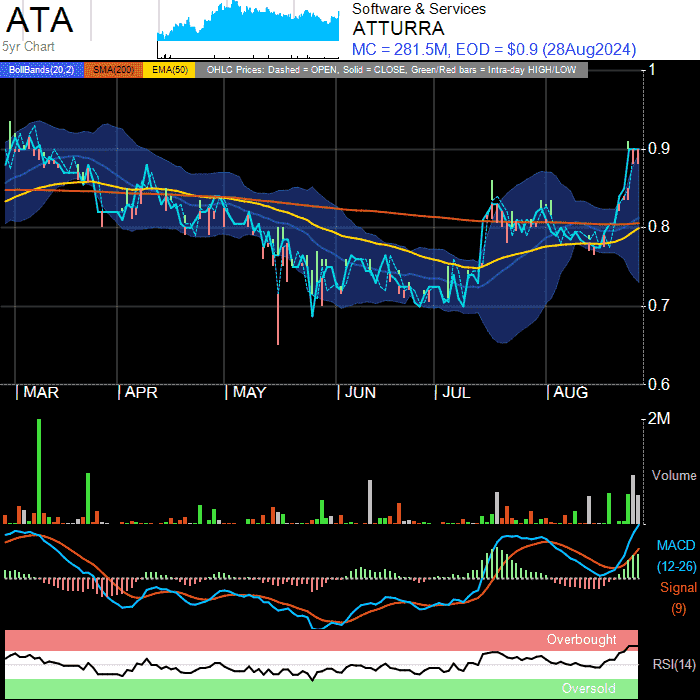 ATA
5yr Chart
Software & Services
ATTURRA
MC = 281.5M, EOD = $0.9 (28Aug2024)
BollBands(20,2) SMA(200) EMA(50) OHLC Prices: Dashed = OPEN, Solid = CLOSE, Green/Red bars = Intra-day HIGH/LOW
1
0.9
0.8
0.7
0.6
MAR APR MAY JUN JUL AUG
2M
Volume
MACD
(12-26)
Signal
(9)
Overbought
RSI(14)
Oversold